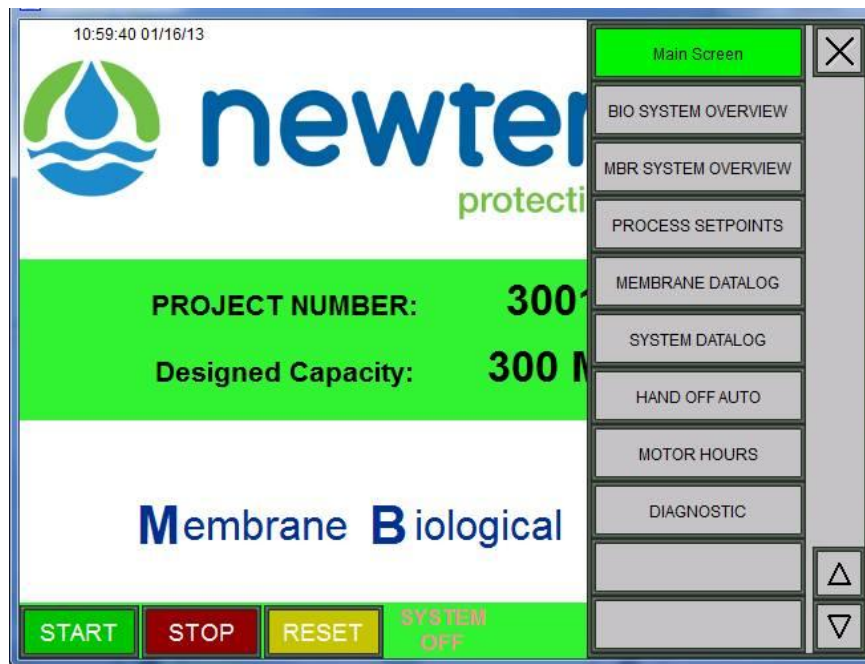 10:59:40 01/16/13
newter
protecti
PROJECT NUMBER: 3001
Designed Capacity: 300 M
Membrane Biological
START
STOP
RESET
SYSTEM
OFF
Main Screen
BIO SYSTEM OVERVIEW
MBR SYSTEM OVERVIEW
PROCESS SETPOINTS
MEMBRANE DATALOG
SYSTEM DATALOG
HAND OFF AUTO
MOTOR HOURS
DIAGNOSTIC